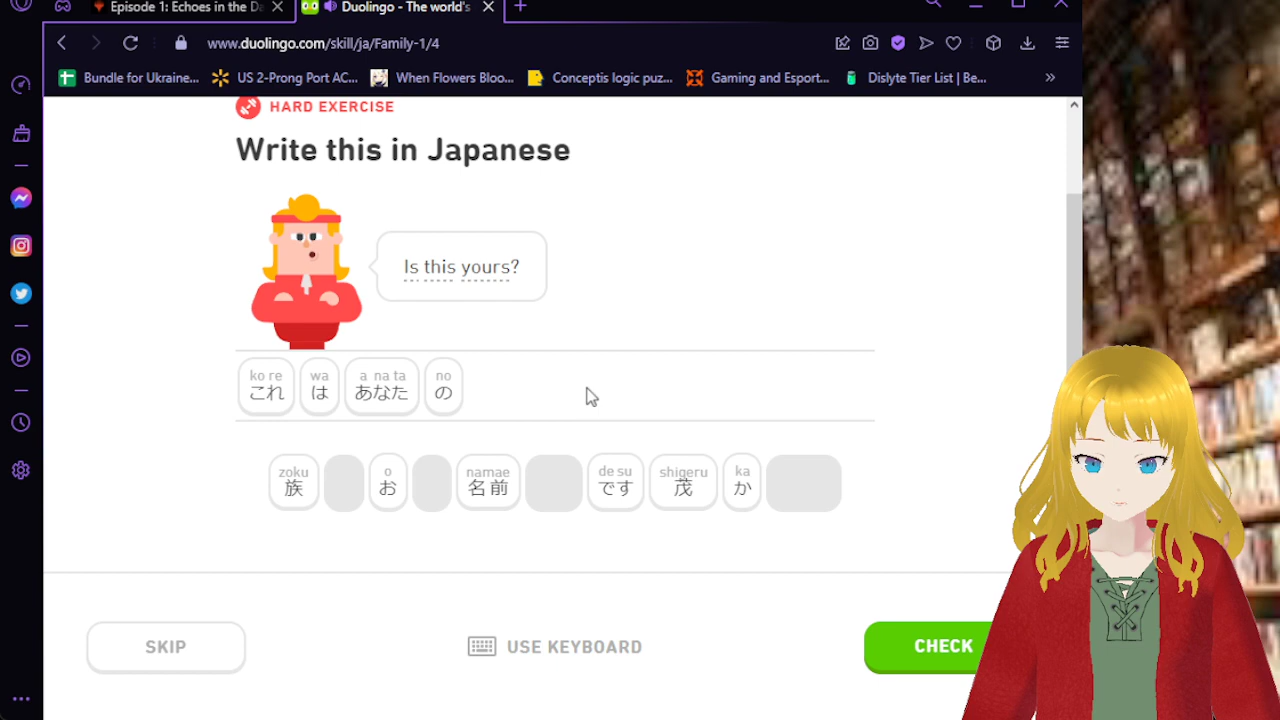 Episode 1: Echoes in the Da
Duolingo - The world's
www.duolingo.com/skill/ja/Family-1/4
Bundle for Ukraine... US 2-Prong Port AC... When Flowers Bloo... Conceptis logic puz... Gaming and Esport... Dislyte Tier List | Be... »
HARD EXERCISE
Write this in Japanese
Is this yours?
ko re wa a na ta no
これ は あなた の
zoku o namae de su shigeru ka
族 お 名前 です 茂 か
SKIP
USE KEYBOARD
CHECK